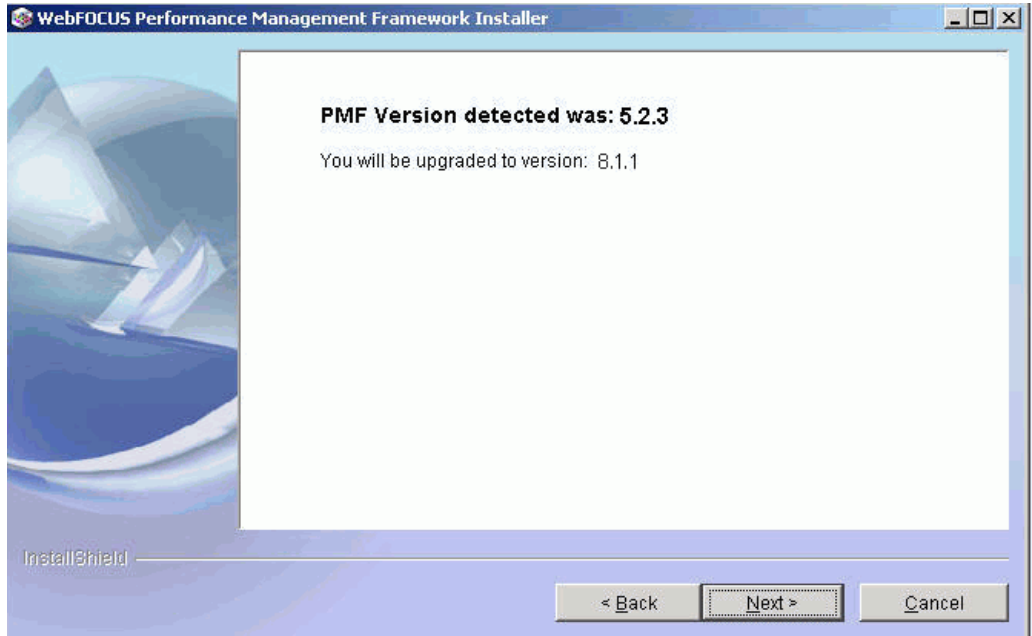 WebFOCUS Performance Management Framework Installer
PMF Version detected was: 5.2.3
You will be upgraded to version: 8.1.1
InstallShield
< Back
Next >
Cancel